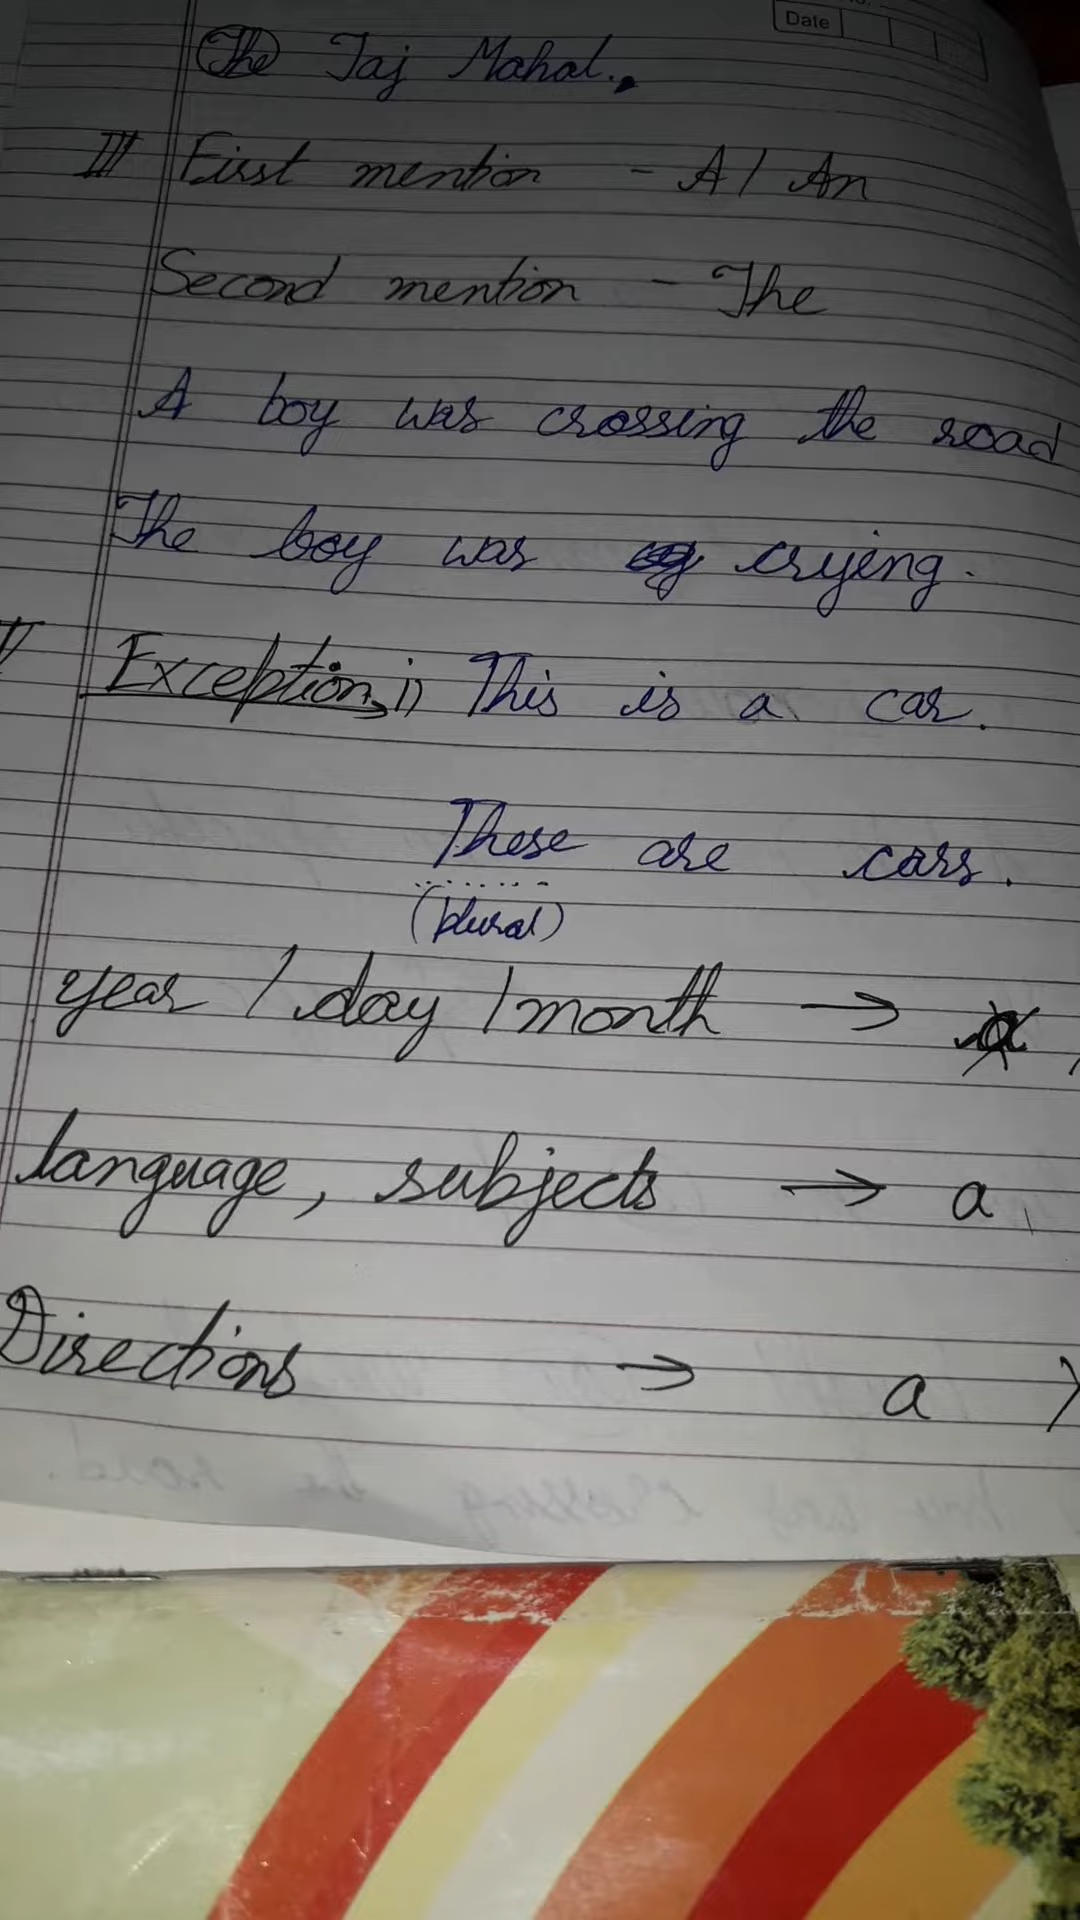 Date
The Taj Mahal.
III First mention - A / An
Second mention - The
A boy was crossing the road
The boy was crying.
Exception, i) This is a car.
These are cars.
(plural)
year / day / month →
language, subjects → a
Directions → a